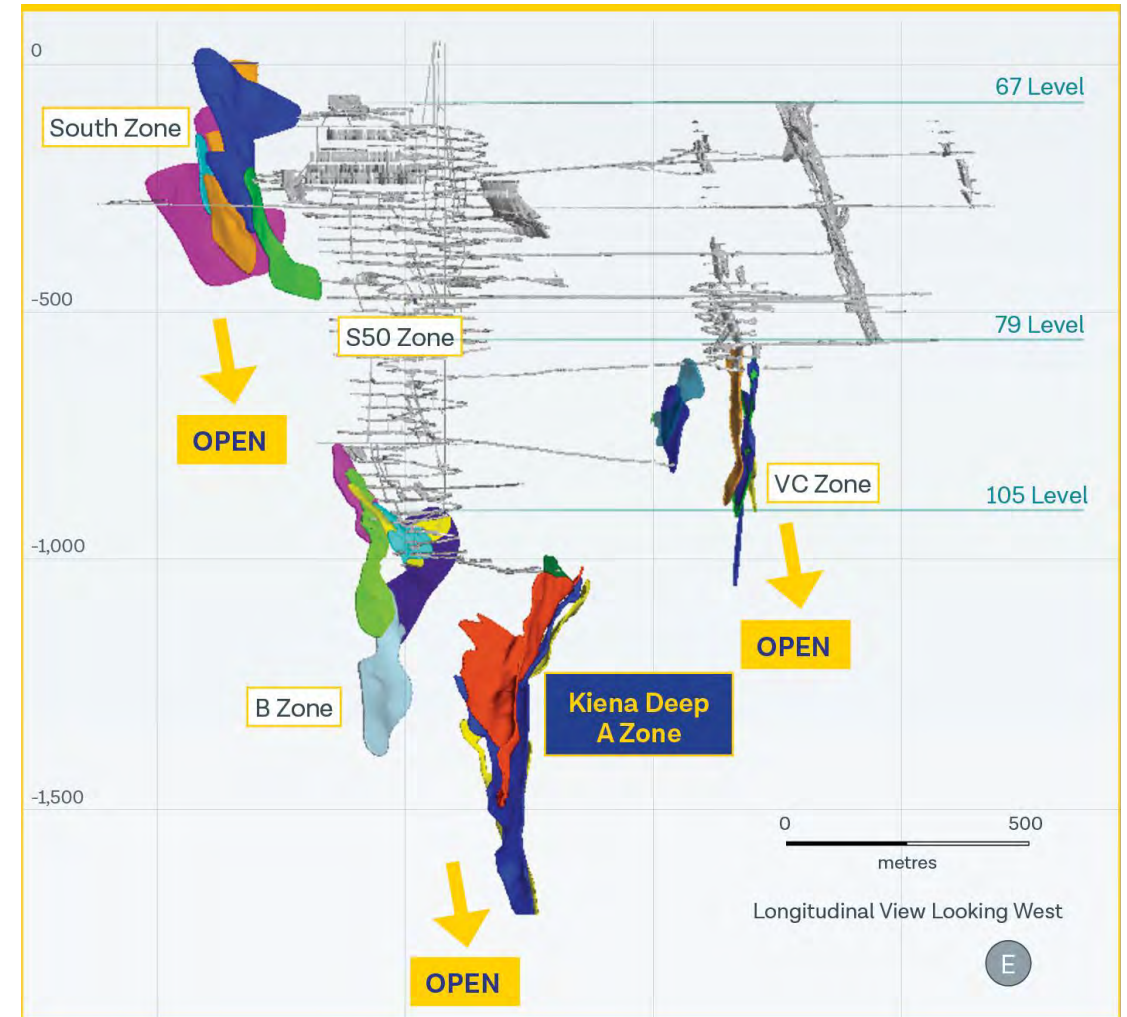 0
67 Level
South Zone
-500
79 Level
S50 Zone
OPEN
VC Zone
105 Level
-1,000
OPEN
B Zone
Kiena Deep
A Zone
-1,500
0 500
metres
Longitudinal View Looking West
E
OPEN